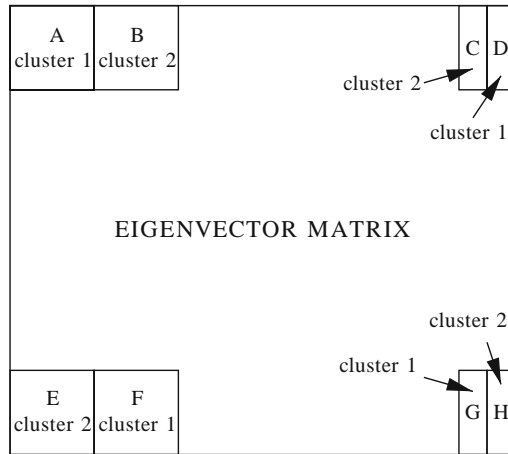 A
cluster 1
B
cluster 2
C
D
cluster 2
cluster 1
EIGENVECTOR MATRIX
cluster 2
cluster 1
E
cluster 2
F
cluster 1
G
H